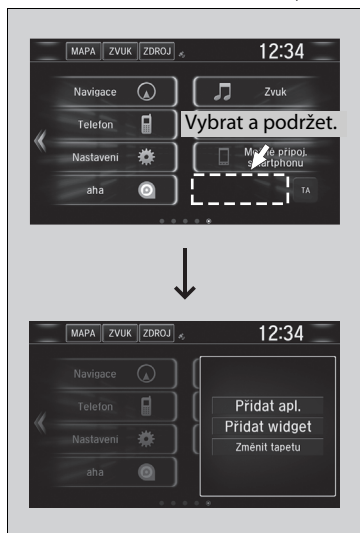 MAPA ZVUK ZDROJ 12:34
Navigace Zvuk
Telefon Vybrat a podržet.
Nastavení připoj.
smartphonu
aha TA
MAPA ZVUK ZDROJ 12:34
Navigace
Telefon Přidat apl.
Přidat widget
Nastavení Změnit tapetu
aha